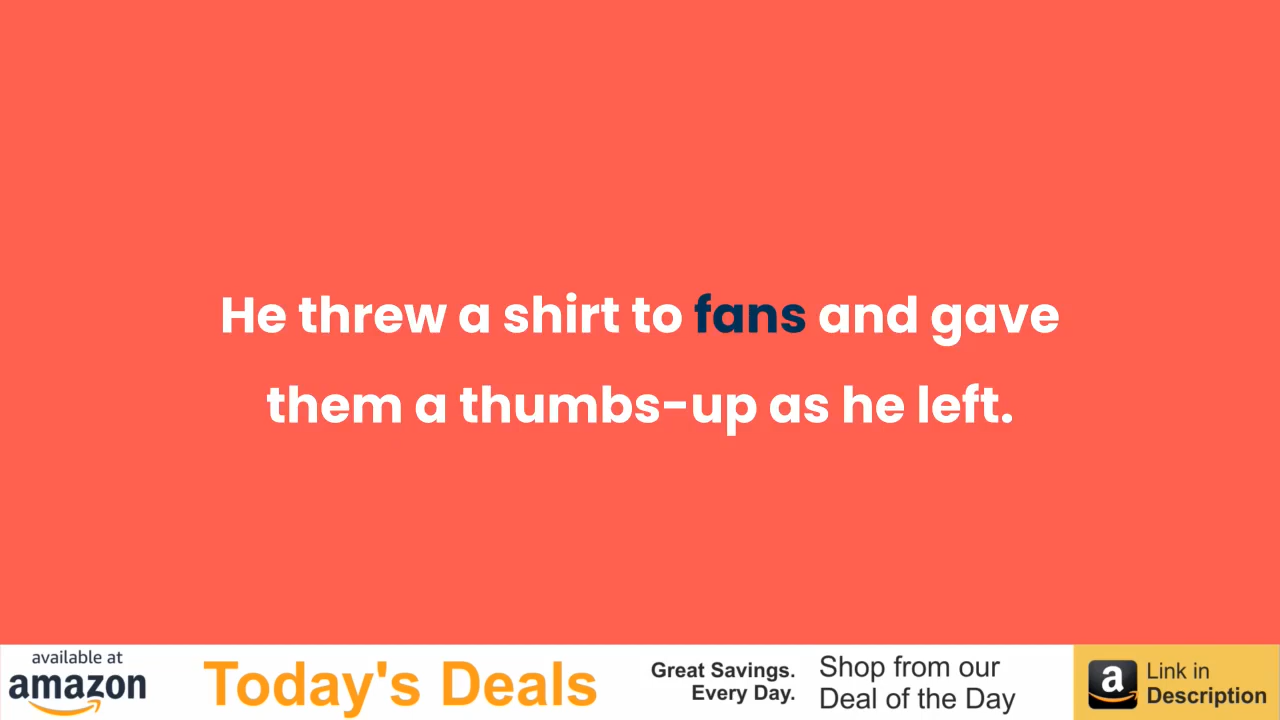 He threw a shirt to fans and gave
them a thumbs-up as he left.
available at
amazon
Today's Deals
Great Savings.
Every Day.
Shop from our
Deal of the Day
a
Link in
Description